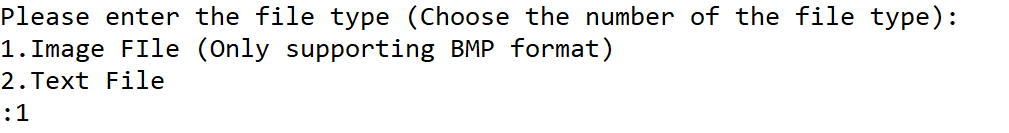 Please enter the file type (Choose the number of the file type):
1.Image FIle (Only supporting BMP format)
2.Text File
:1